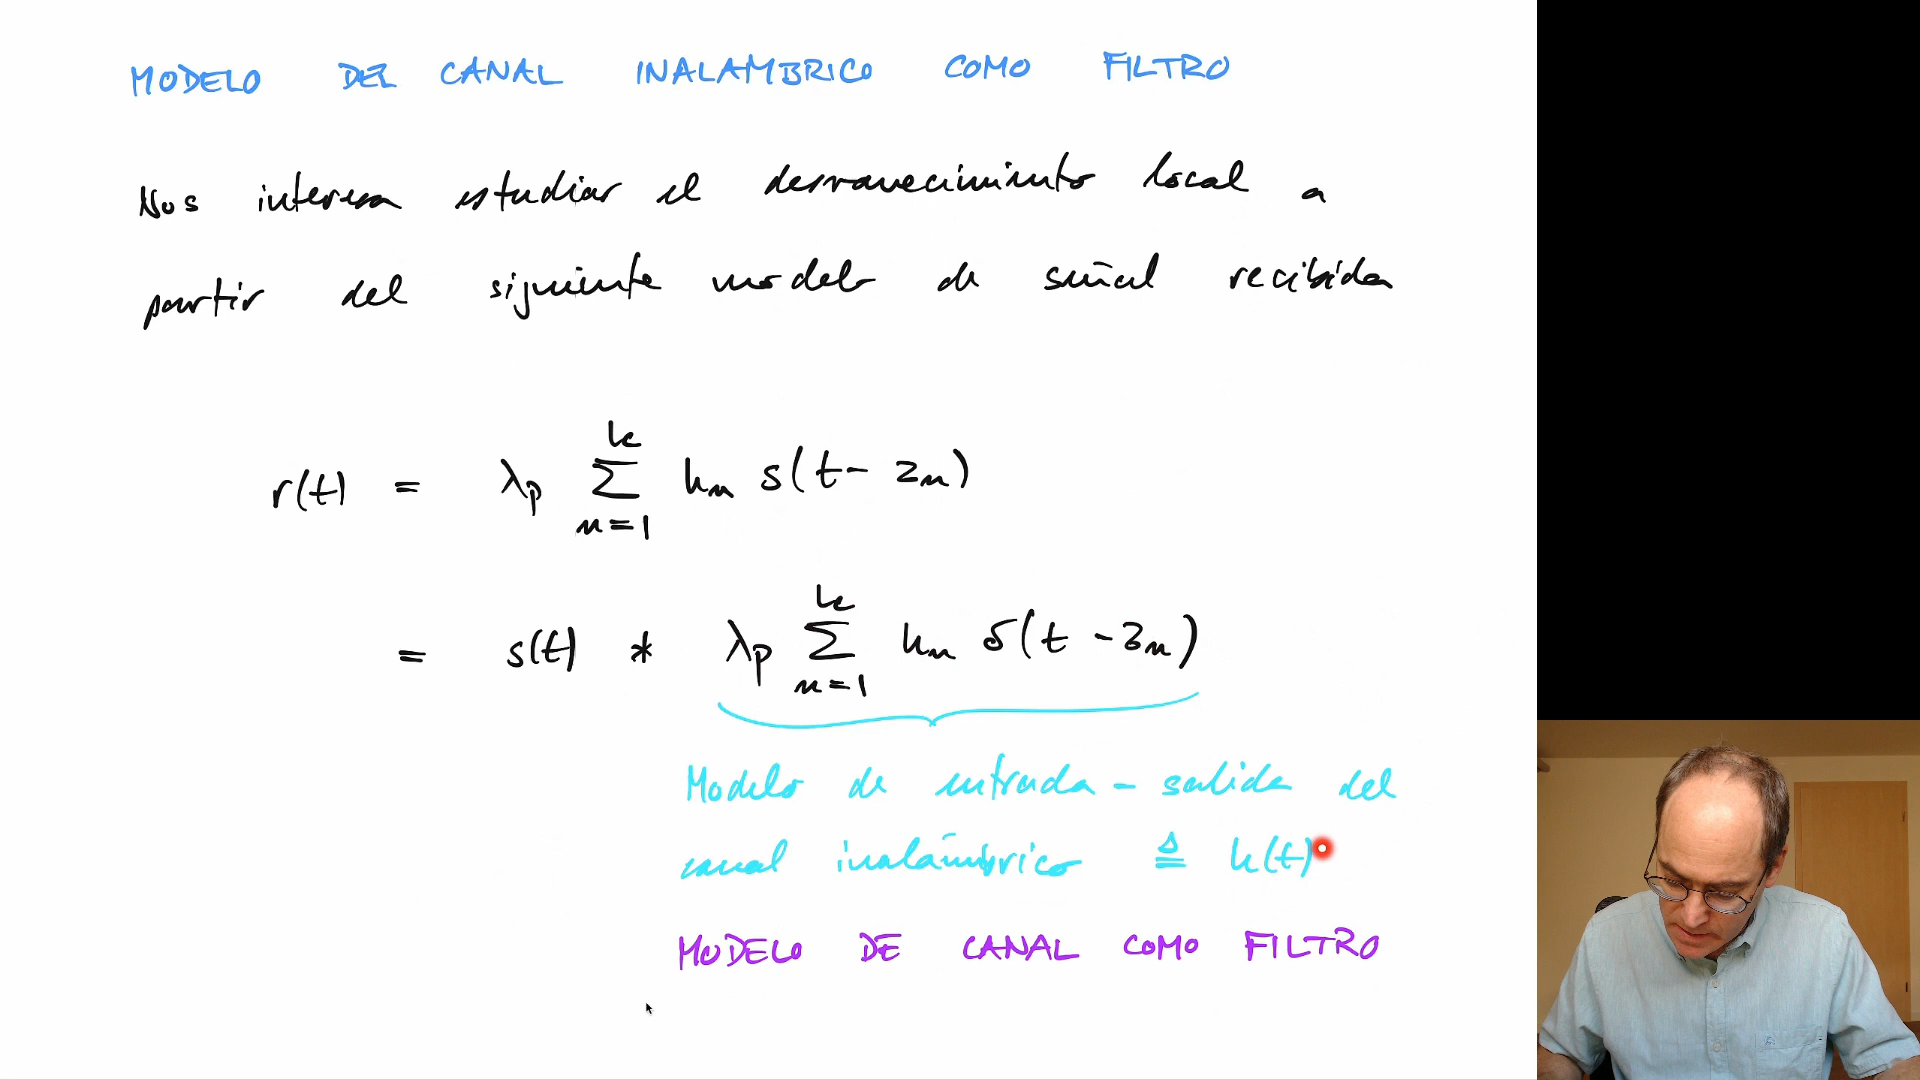 MODELO DEL CANAL INALAMBRICO COMO FILTRO
Nos interesa estudiar el desvanecimiento local a
partir del siguiente modelo de señal recibida
r(t) = λp Σ_{n=1}^{k} hn s(t - τn)
= s(t) * λp Σ_{n=1}^{k} hn δ(t - τn)
Modelo de entrada - salida del
canal inalámbrico ≜ h(t)
MODELO DE CANAL COMO FILTRO